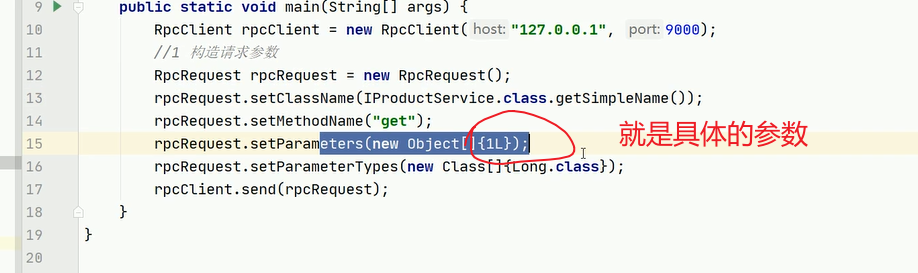 9 public static void main(String[] args) {
10 RpcClient rpcClient = new RpcClient( host: "127.0.0.1", port: 9000);
11 //1 构造请求参数
12 RpcRequest rpcRequest = new RpcRequest();
13 rpcRequest.setClassName(IProductService.class.getSimpleName());
14 rpcRequest.setMethodName("get");
15 rpcRequest.setParameters(new Object[]{1L}); 就是具体的参数
16 rpcRequest.setParameterTypes(new Class[]{Long.class});
17 rpcClient.send(rpcRequest);
18 }
19 }
20